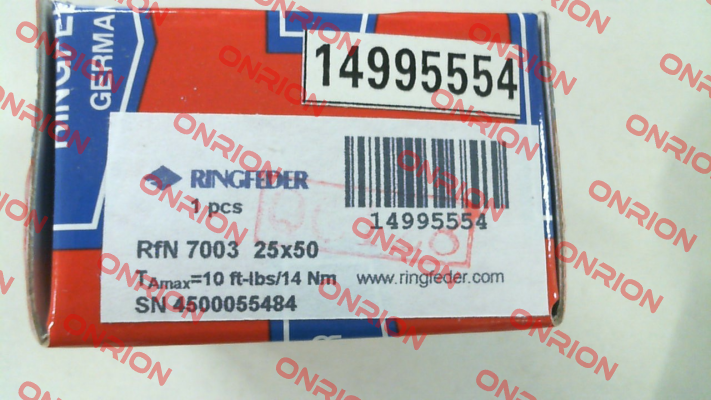 GERMA
14995554
RINGFEDER
1 pcs
14995554
RfN 7003 25x50
TAmax=10 ft-lbs/14 Nm www.ringfeder.com
SN 4500055484
ONRION